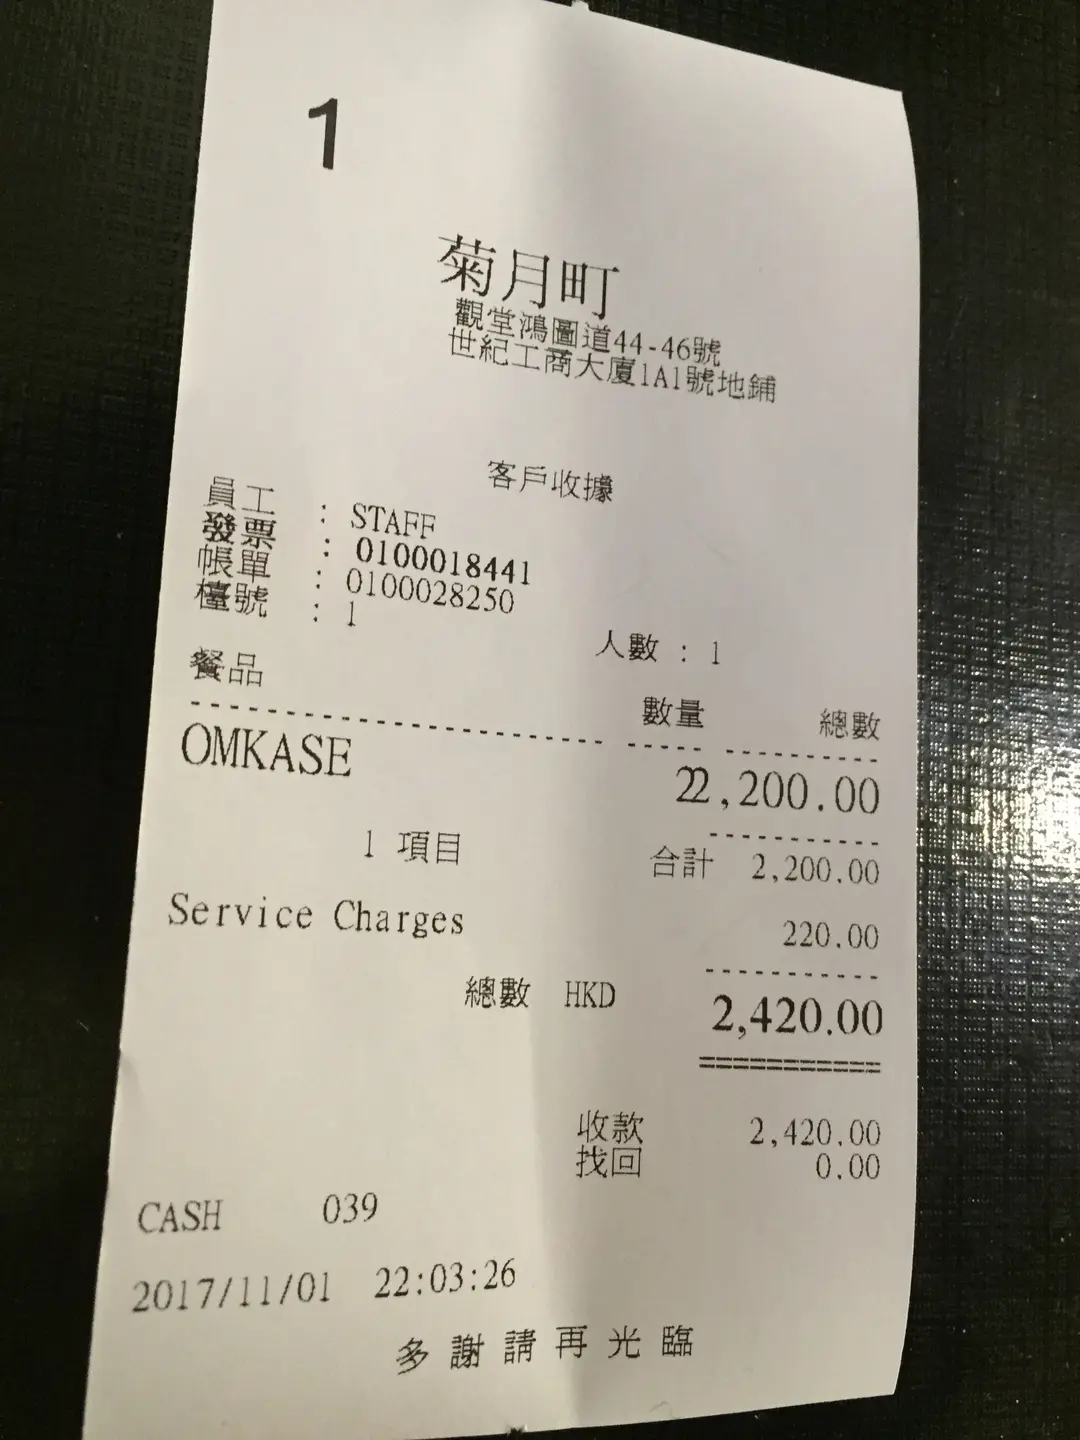 1
菊月町
觀堂鴻圖道44-46號
世紀工商大廈1A1號地鋪
客戶收據
員工 : STAFF
發票 : 0100018441
帳單 : 0100028250
檯號 : 1
人數 : 1
餐品 數量 總數
OMKASE 22,200.00
1 項目 合計 2,200.00
Service Charges 220.00
總數 HKD 2,420.00
收款 2,420.00
找回 0.00
CASH 039
2017/11/01 22:03:26
多謝請再光臨